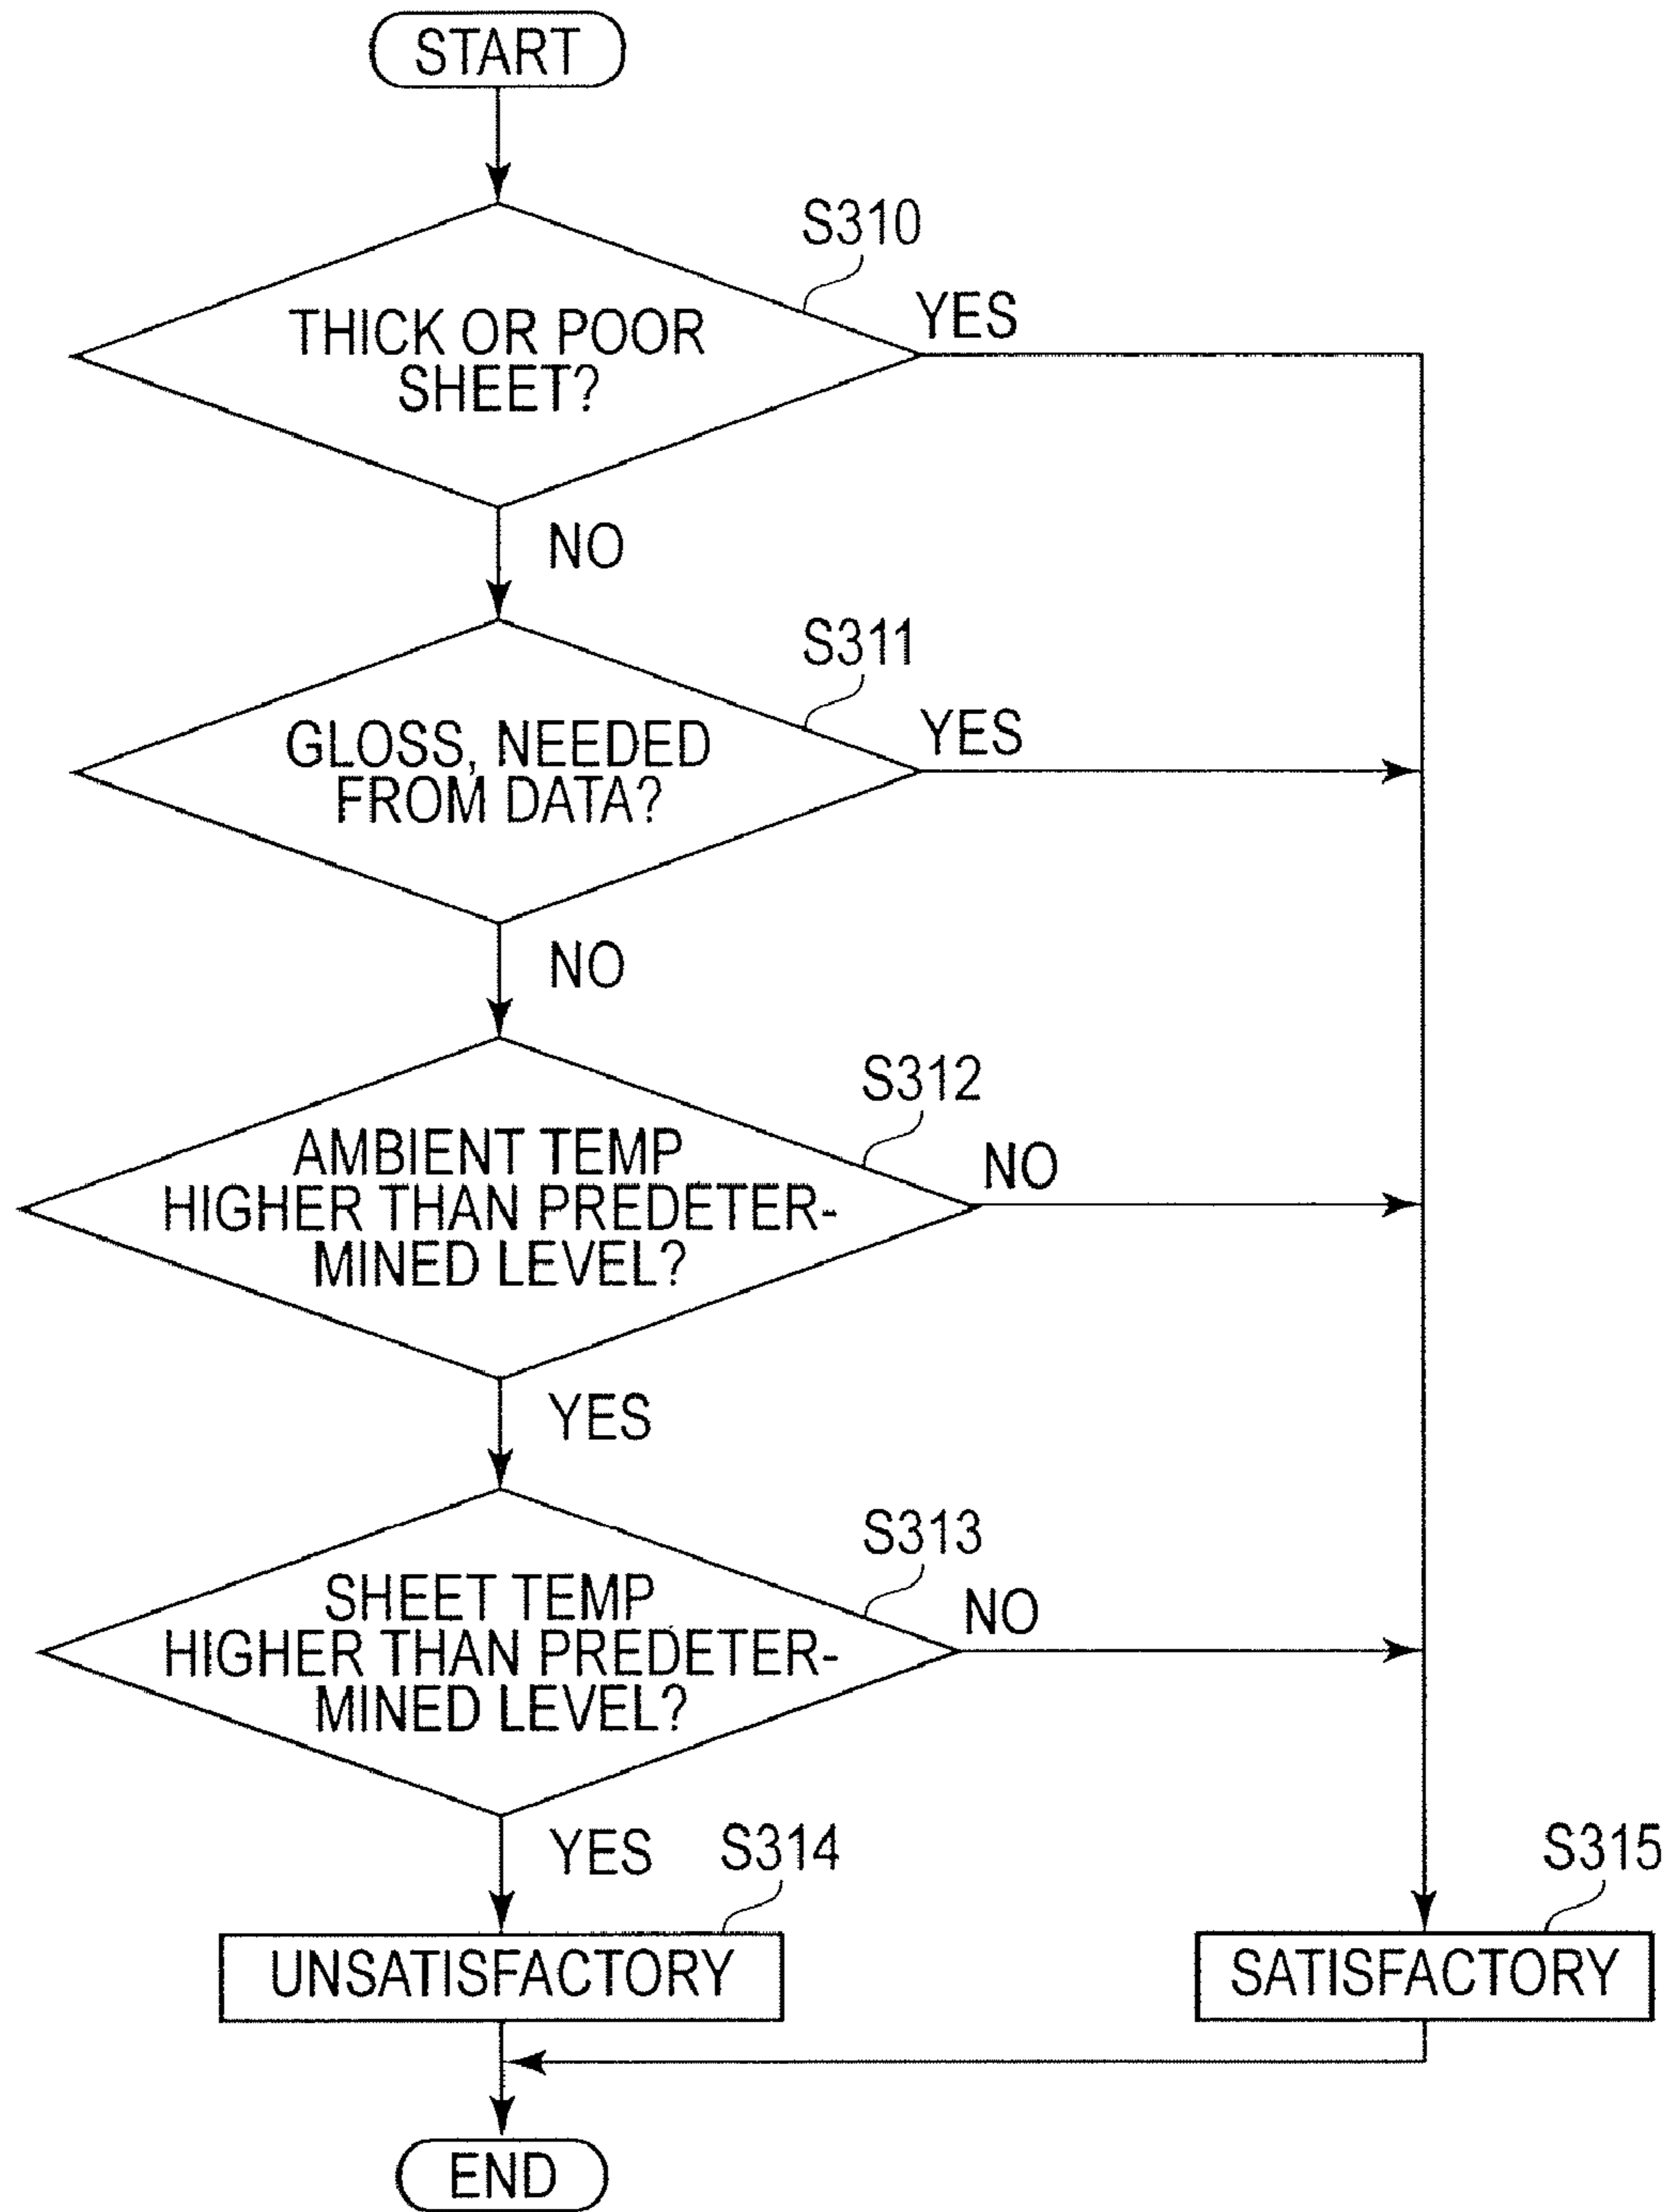 START
S310
THICK OR POOR
SHEET?
YES
NO
S311
GLOSS, NEEDED
FROM DATA?
YES
NO
S312
AMBIENT TEMP
HIGHER THAN PREDETER-
MINED LEVEL?
NO
YES
S313
SHEET TEMP
HIGHER THAN PREDETER-
MINED LEVEL?
NO
YES
S314
S315
UNSATISFACTORY
SATISFACTORY
END